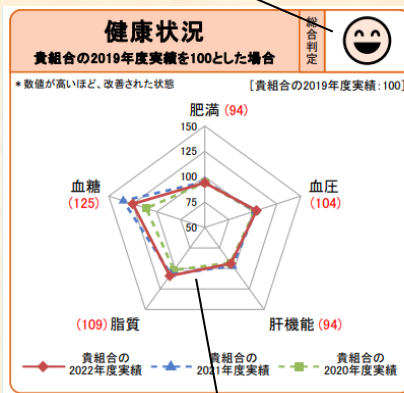 健康状況
貴組合の2019年度実績を100とした場合
総合判定
*数値が高いほど、改善された状態
[貴組合の2019年度実績:100]
肥満(94)
150
125
100
75
50
血糖
(125)
血圧
(104)
(109)脂質
肝機能(94)
貴組合の
2022年度実績
貴組合の
2021年度実績
貴組合の
2020年度実績